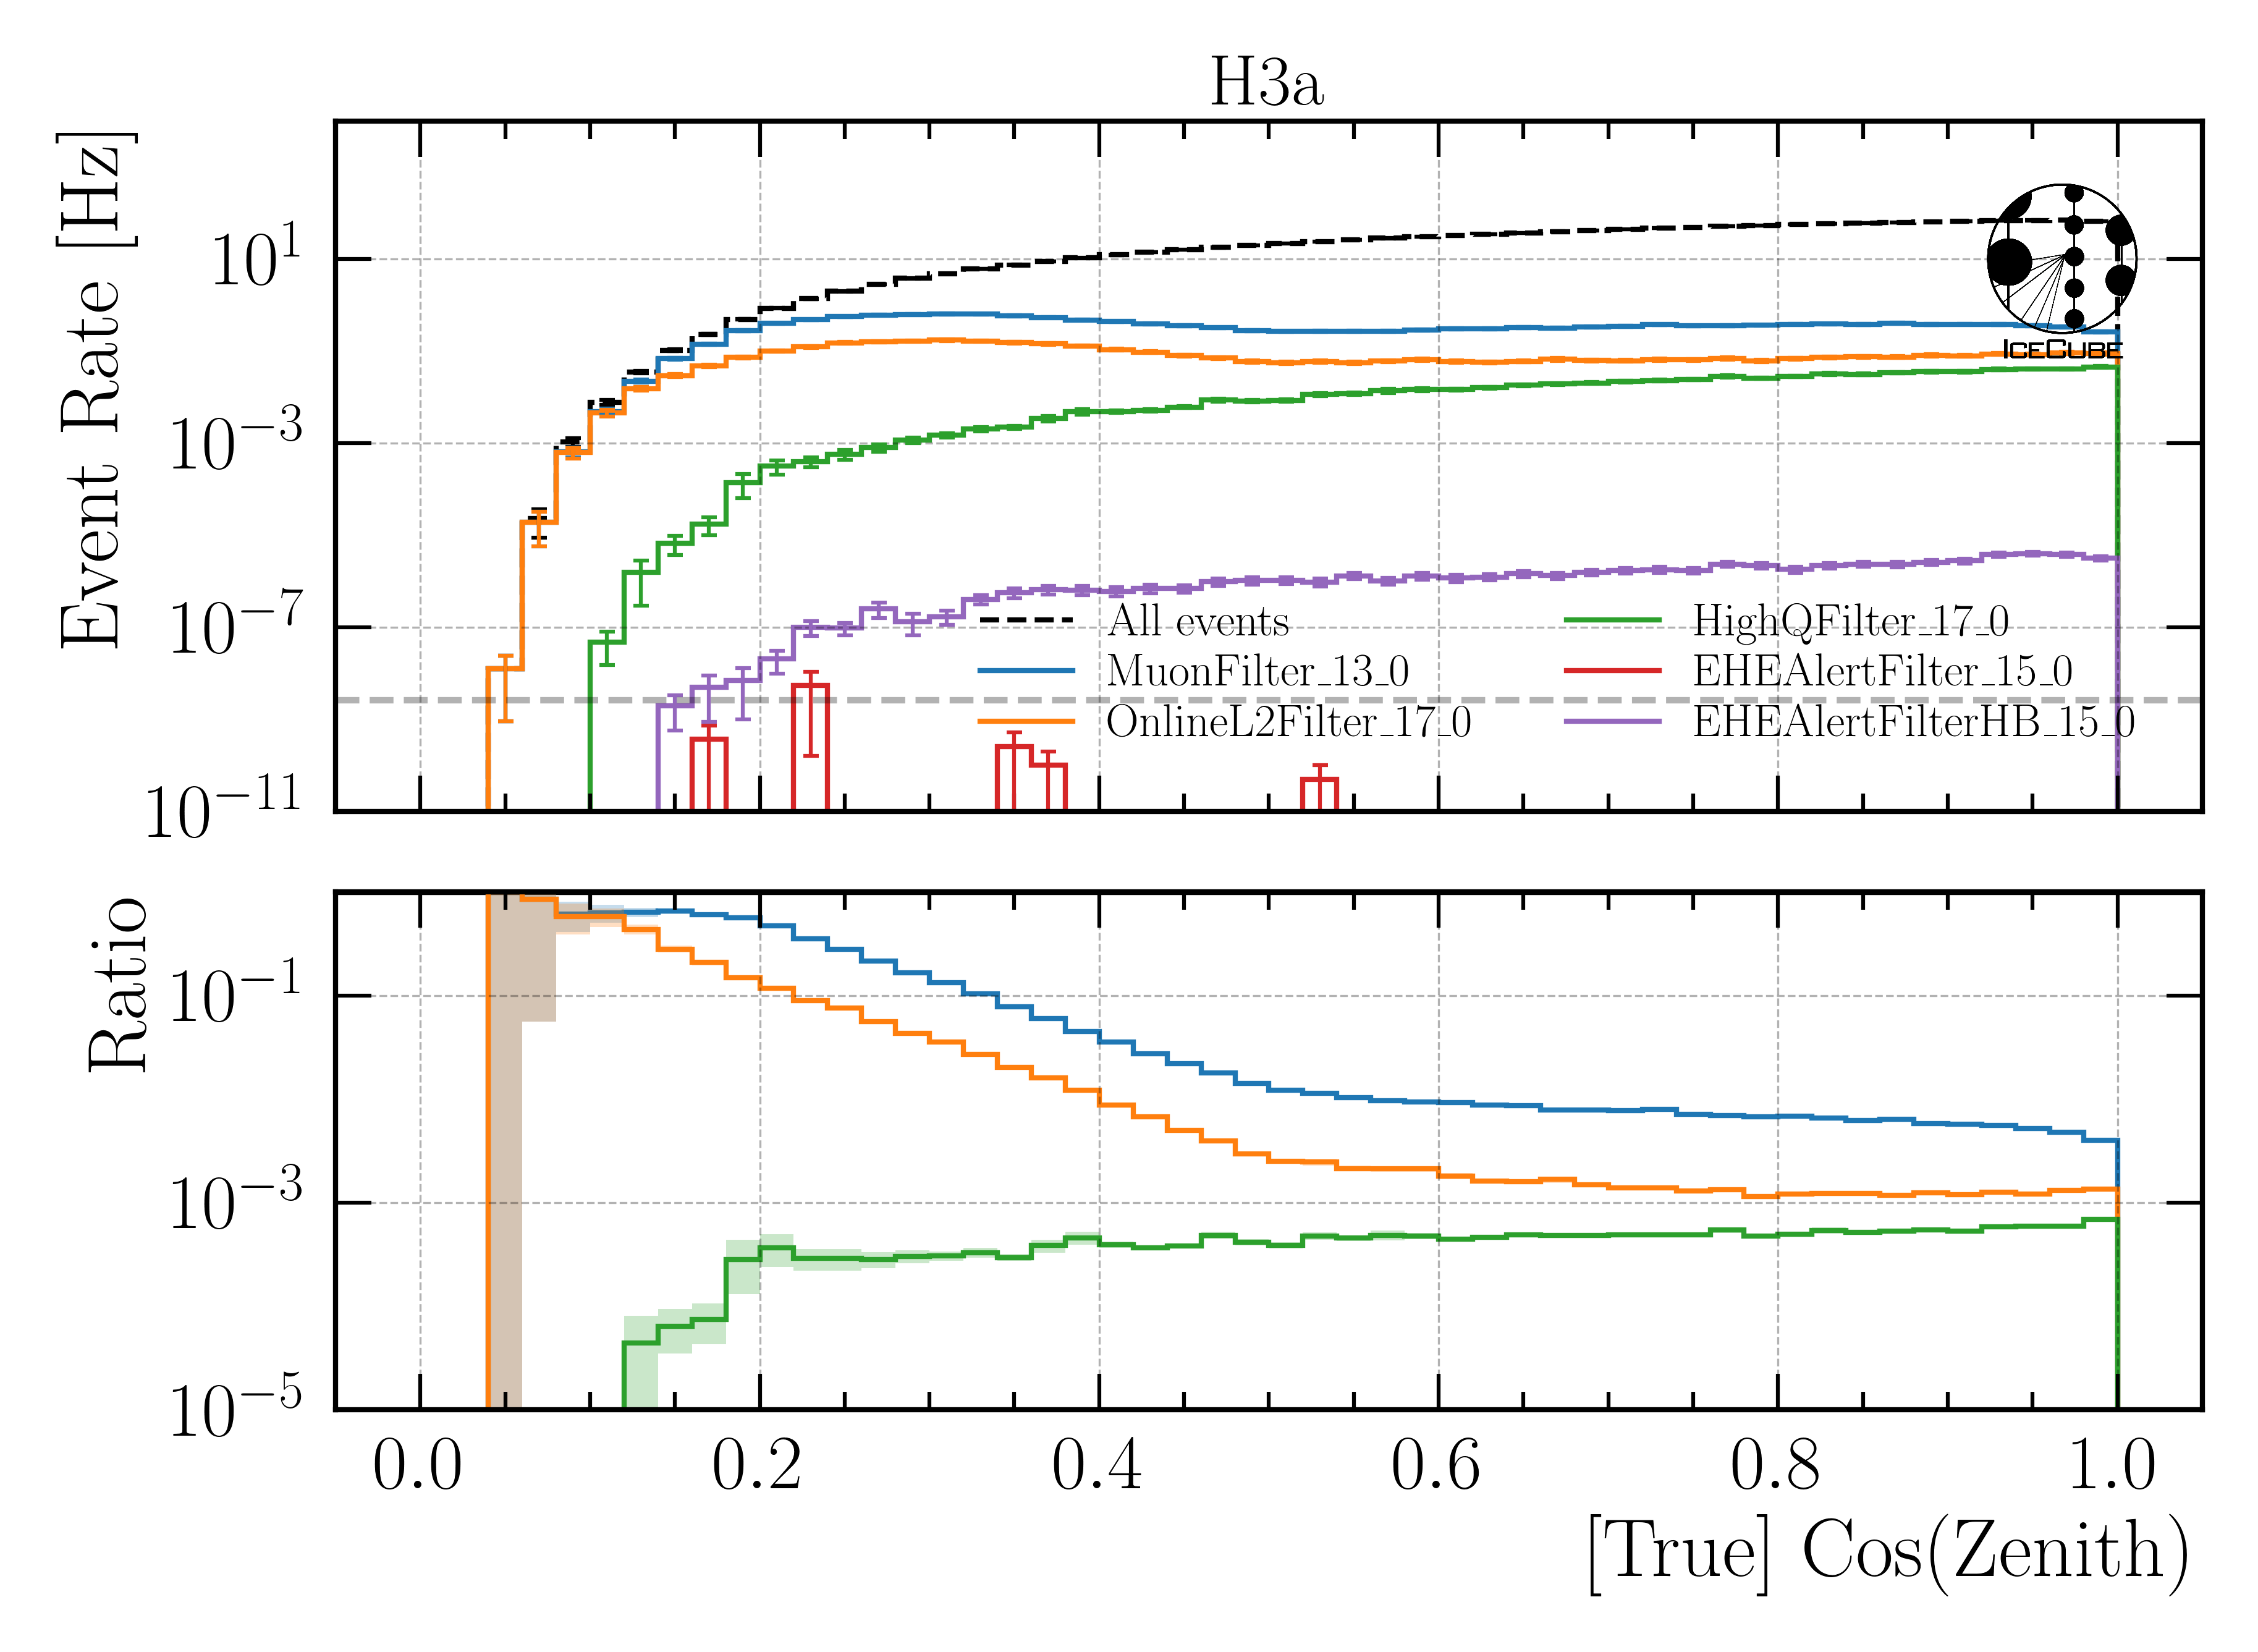 H3a
Event Rate [Hz]
10^1
10^-3
10^-7
10^-11
ICECUBE
All events
MuonFilter_13_0
OnlineL2Filter_17_0
HighQFilter_17_0
EHEAlertFilter_15_0
EHEAlertFilterHB_15_0
Ratio
10^-1
10^-3
10^-5
0.0 0.2 0.4 0.6 0.8 1.0
[True] Cos(Zenith)